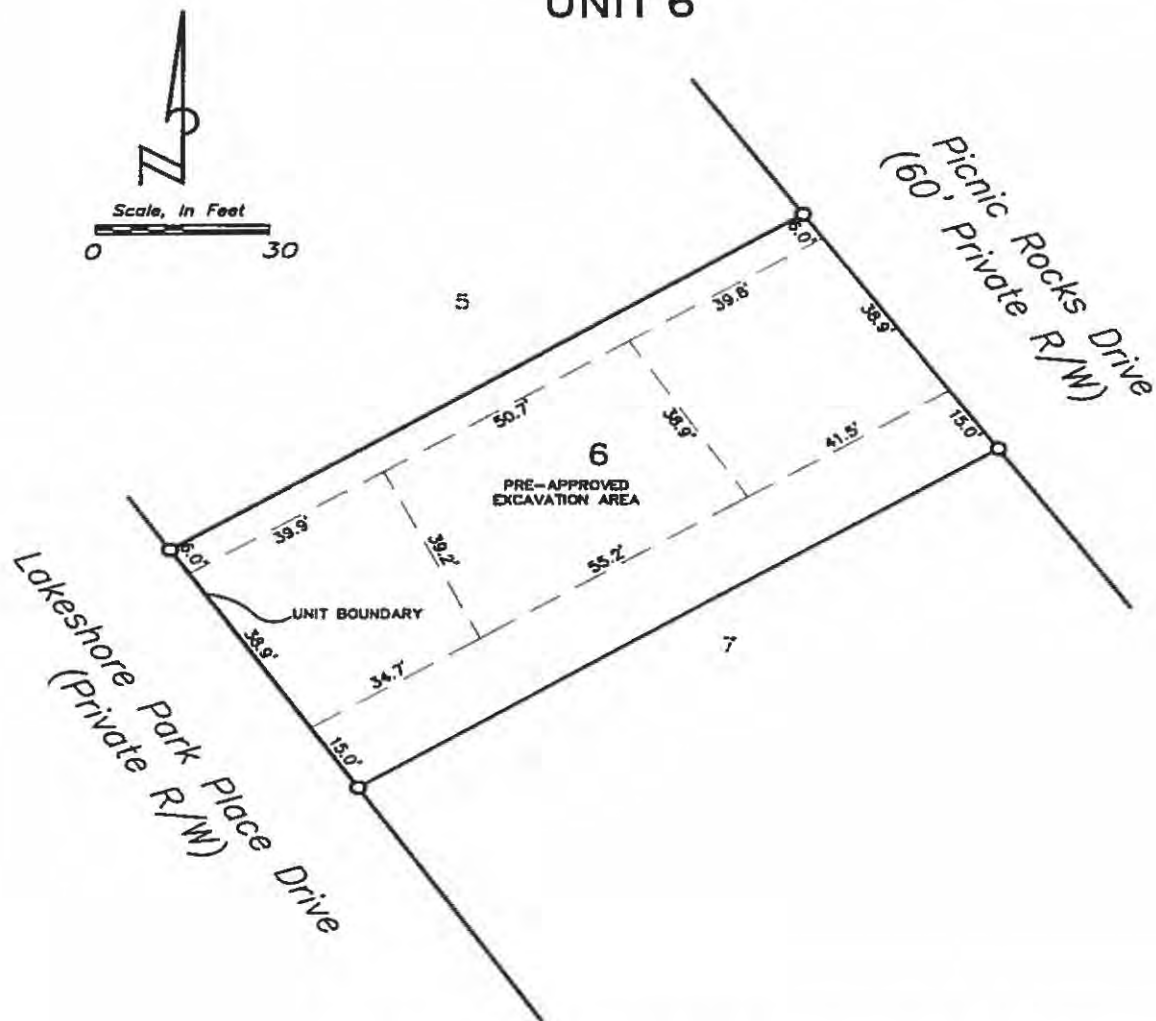 UNIT 6
N
Scale, In Feet
0 30
Picnic Rocks Drive
(60' Private R/W)
5
6.0'
39.8'
38.9'
50.7'
38.9'
41.5'
15.0'
6
PRE-APPROVED
EXCAVATION AREA
39.9'
39.2'
55.2'
6.0'
UNIT BOUNDARY
38.9'
34.7'
15.0'
7
Lakeshore Park Place Drive
(Private R/W)